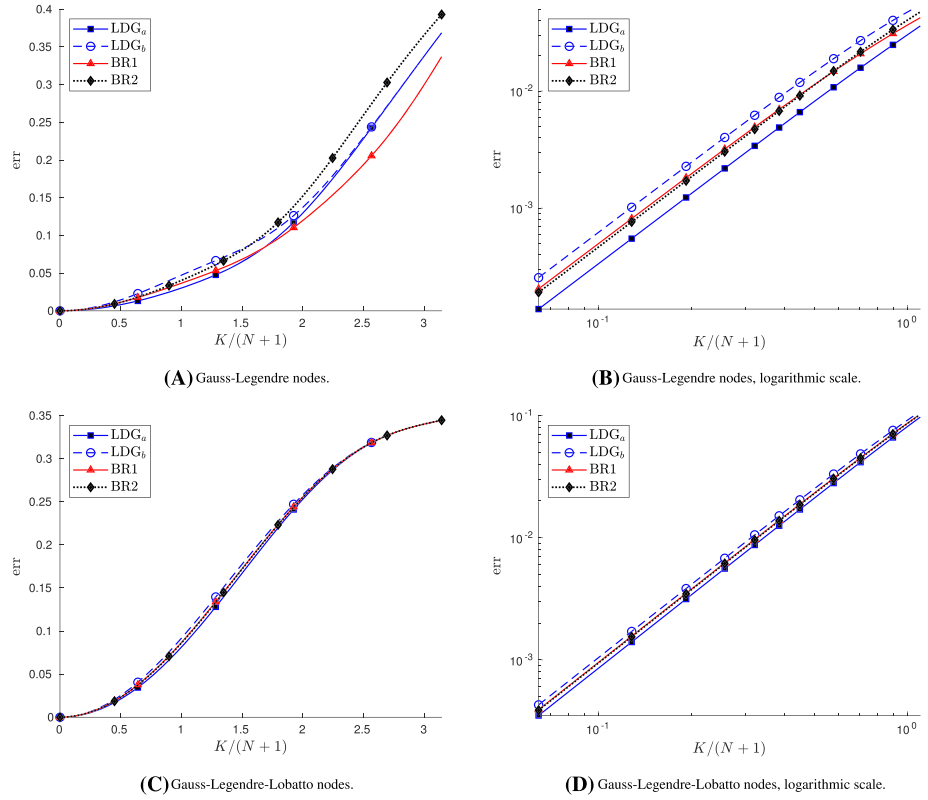 0.4
0.35
0.3
0.25
0.2
0.15
0.1
0.05
0
err
LDG_a
LDG_b
BR1
BR2
0 0.5 1 1.5 2 2.5 3
K/(N + 1)
(A) Gauss-Legendre nodes.
10^-2
10^-3
err
LDG_a
LDG_b
BR1
BR2
10^-1 10^0
K/(N + 1)
(B) Gauss-Legendre nodes, logarithmic scale.
0.35
0.3
0.25
0.2
0.15
0.1
0.05
0
err
LDG_a
LDG_b
BR1
BR2
0 0.5 1 1.5 2 2.5 3
K/(N + 1)
(C) Gauss-Legendre-Lobatto nodes.
10^-1
10^-2
10^-3
err
LDG_a
LDG_b
BR1
BR2
10^-1 10^0
K/(N + 1)
(D) Gauss-Legendre-Lobatto nodes, logarithmic scale.